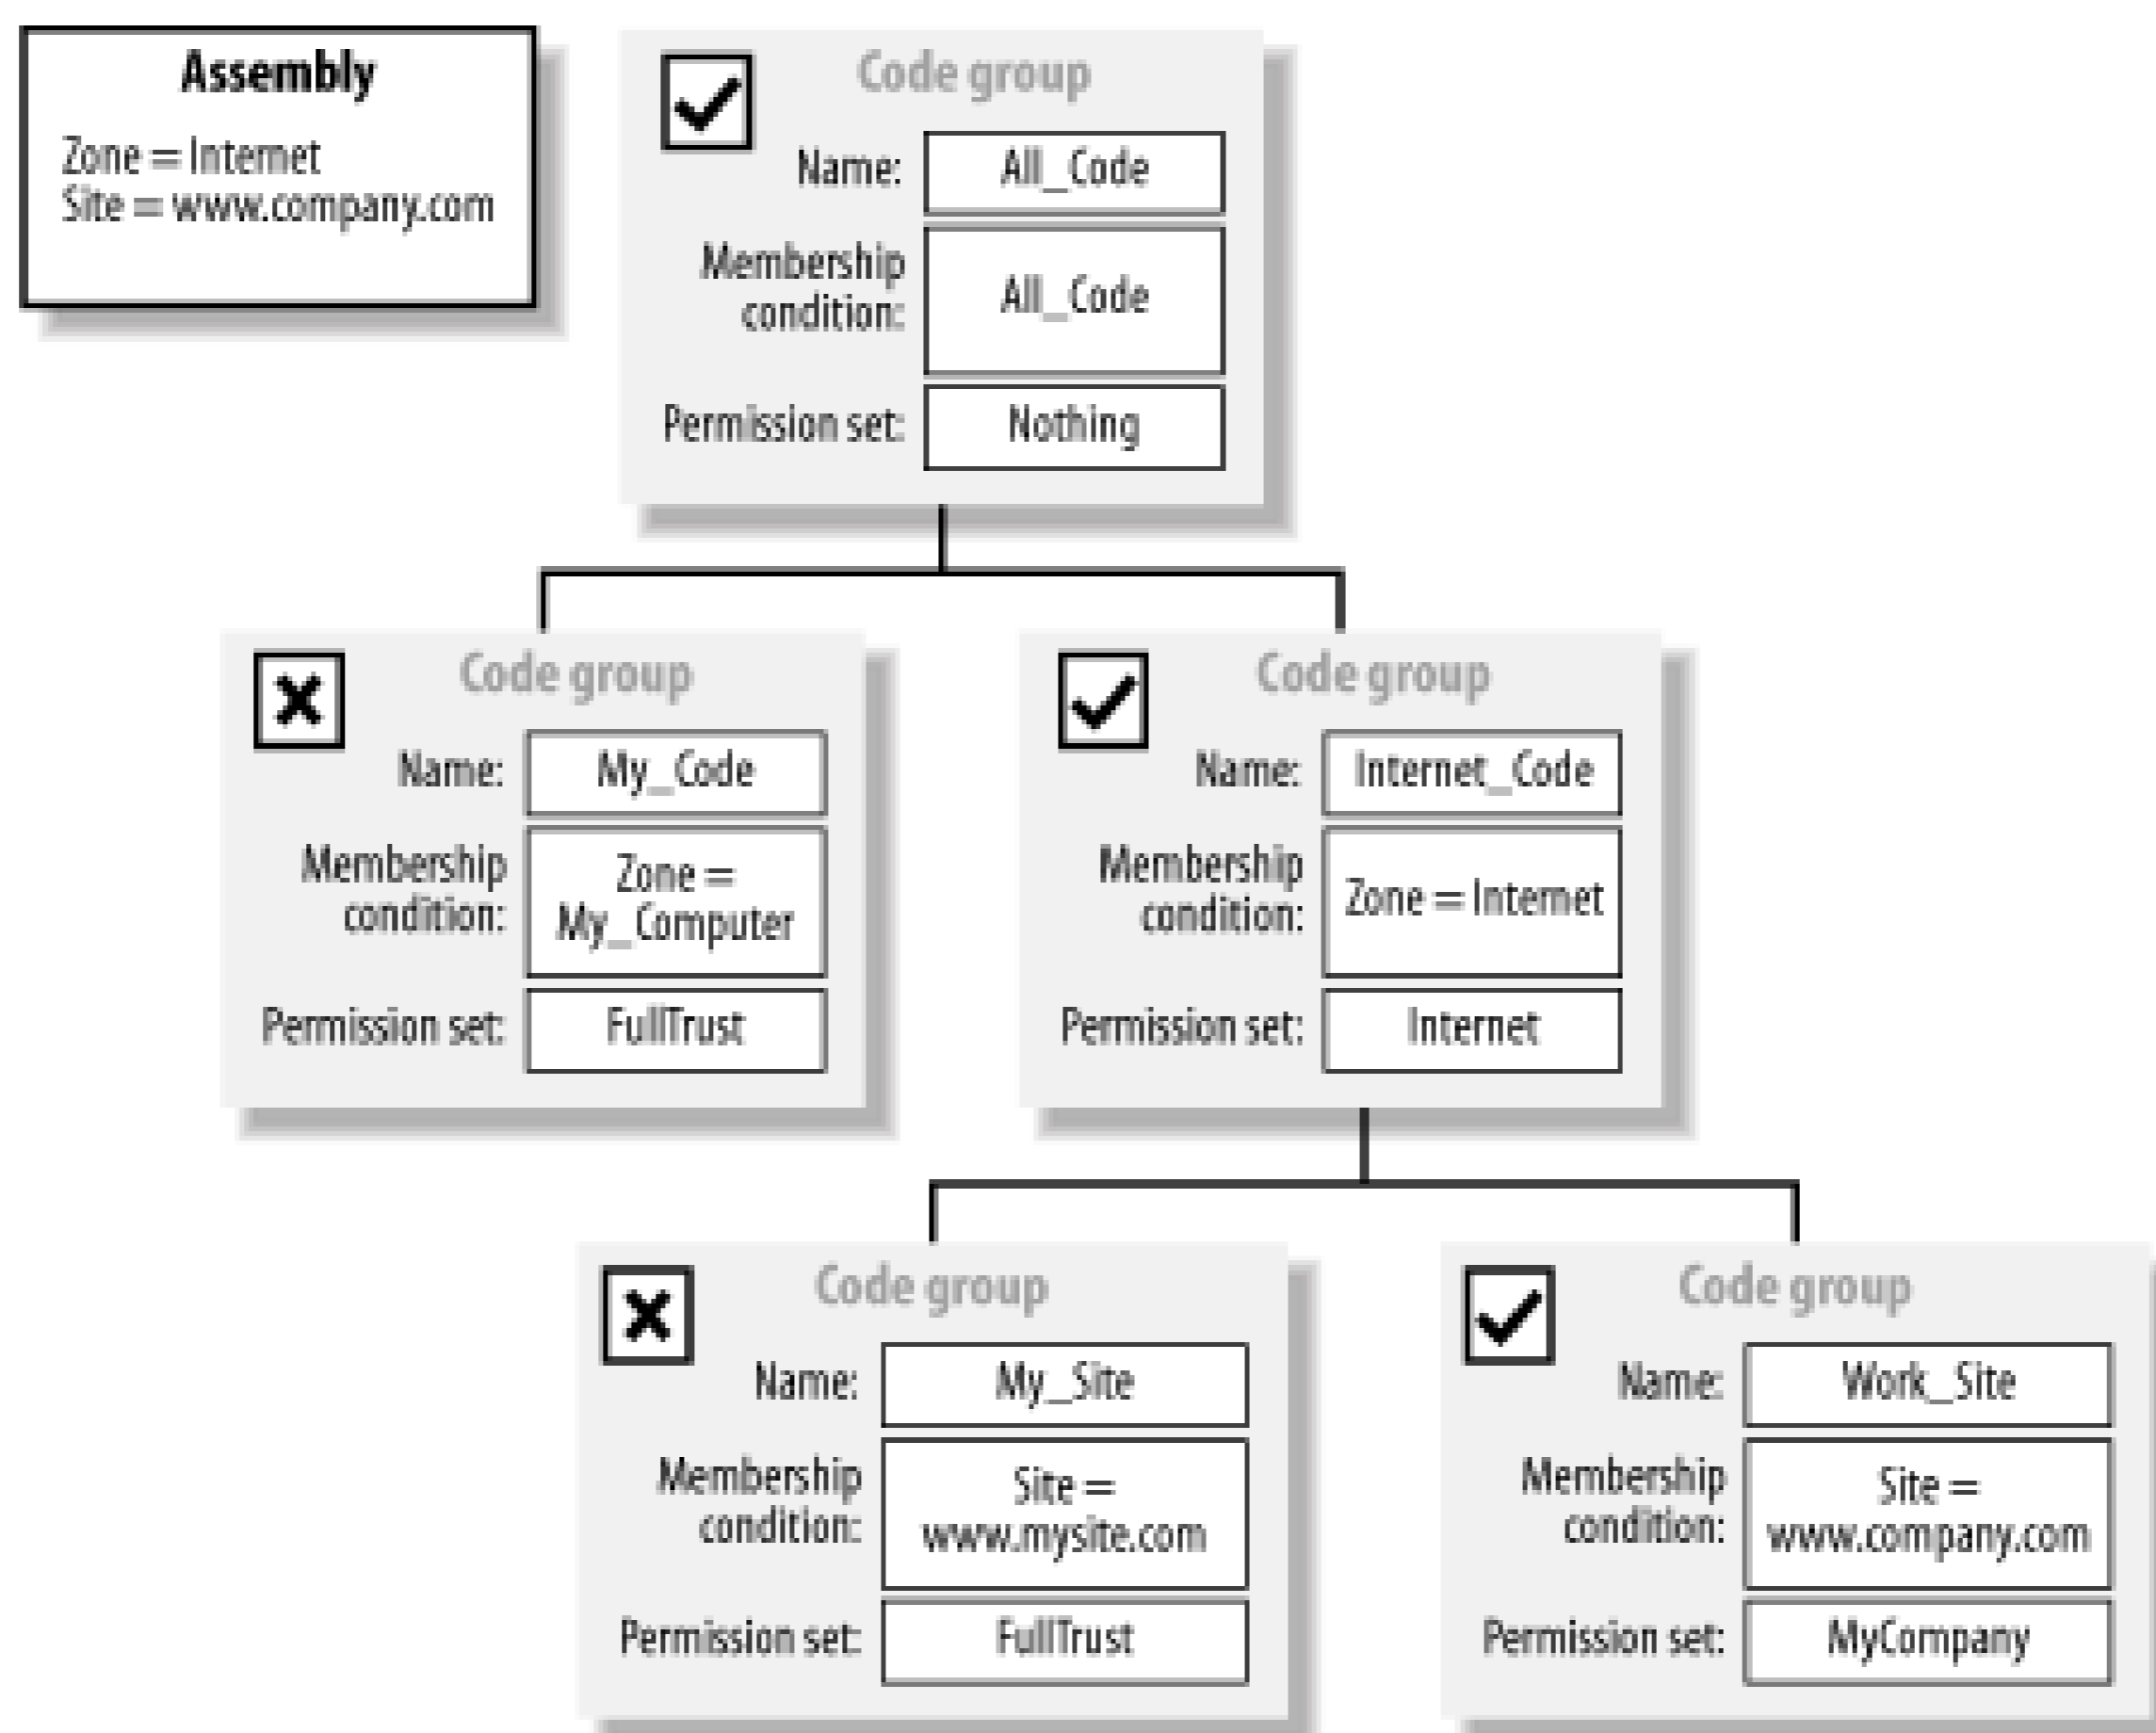 Assembly
Zone = Internet
Site = www.company.com
Code group
Name:
All_Code
Membership
condition:
All_Code
Permission set:
Nothing
Code group
Name:
My_Code
Membership
condition:
Zone =
My_Computer
Permission set:
FullTrust
Code group
Name:
Internet_Code
Membership
condition:
Zone = Internet
Permission set:
Internet
Code group
Name:
My_Site
Membership
condition:
Site =
www.mysite.com
Permission set:
FullTrust
Code group
Name:
Work_Site
Membership
condition:
Site =
www.company.com
Permission set:
MyCompany